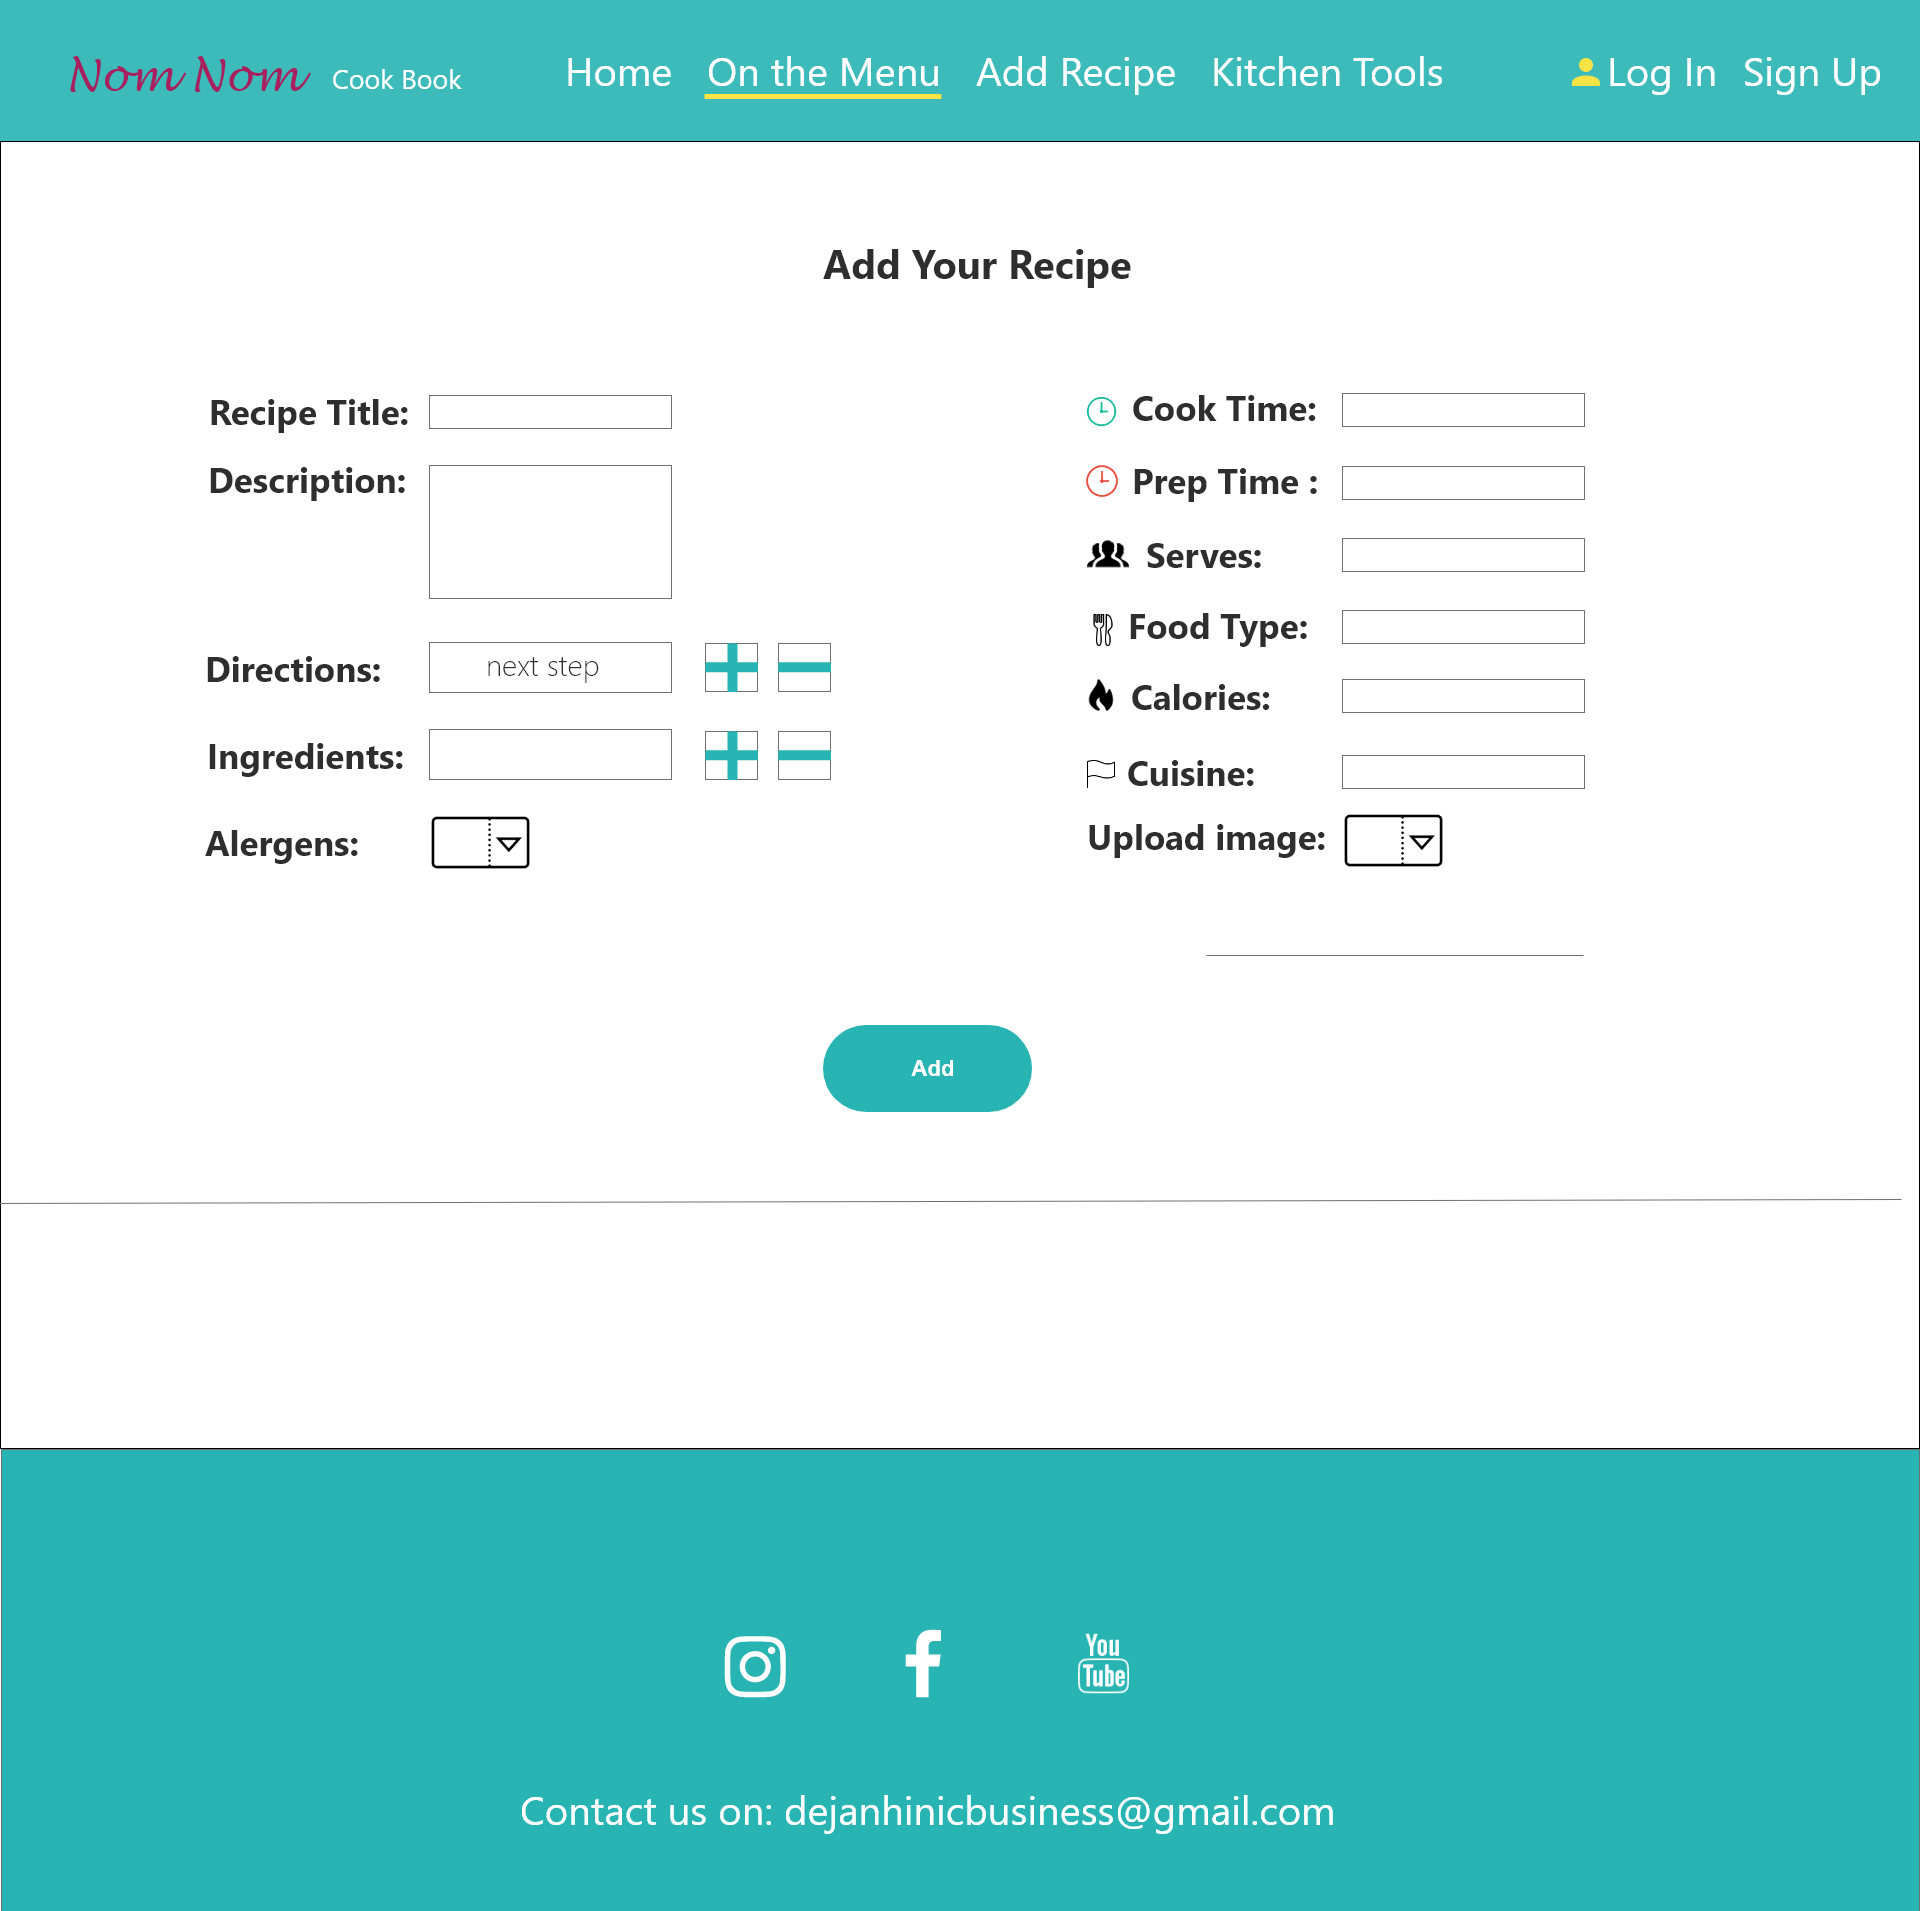 Nom Nom Cook Book Home On the Menu Add Recipe Kitchen Tools Log In Sign Up
Add Your Recipe
Recipe Title:
Description:
Directions: next step
Ingredients:
Alergens:
Cook Time:
Prep Time :
Serves:
Food Type:
Calories:
Cuisine:
Upload image:
Add
You
Tube
Contact us on: dejanhinicbusiness@gmail.com